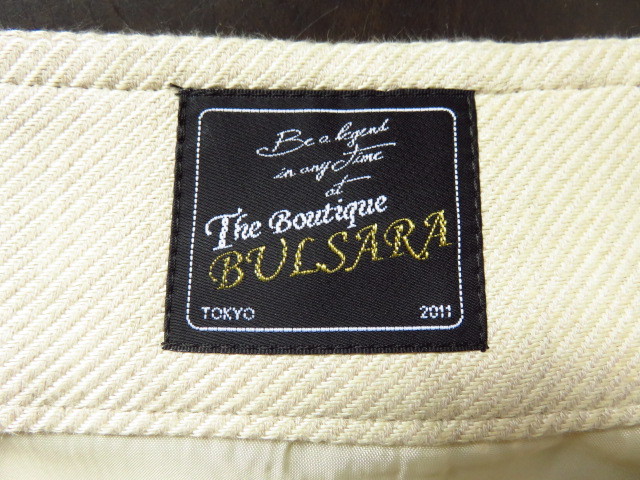 Be a legend
in any time
at
The Boutique
BULSARA
TOKYO 2011